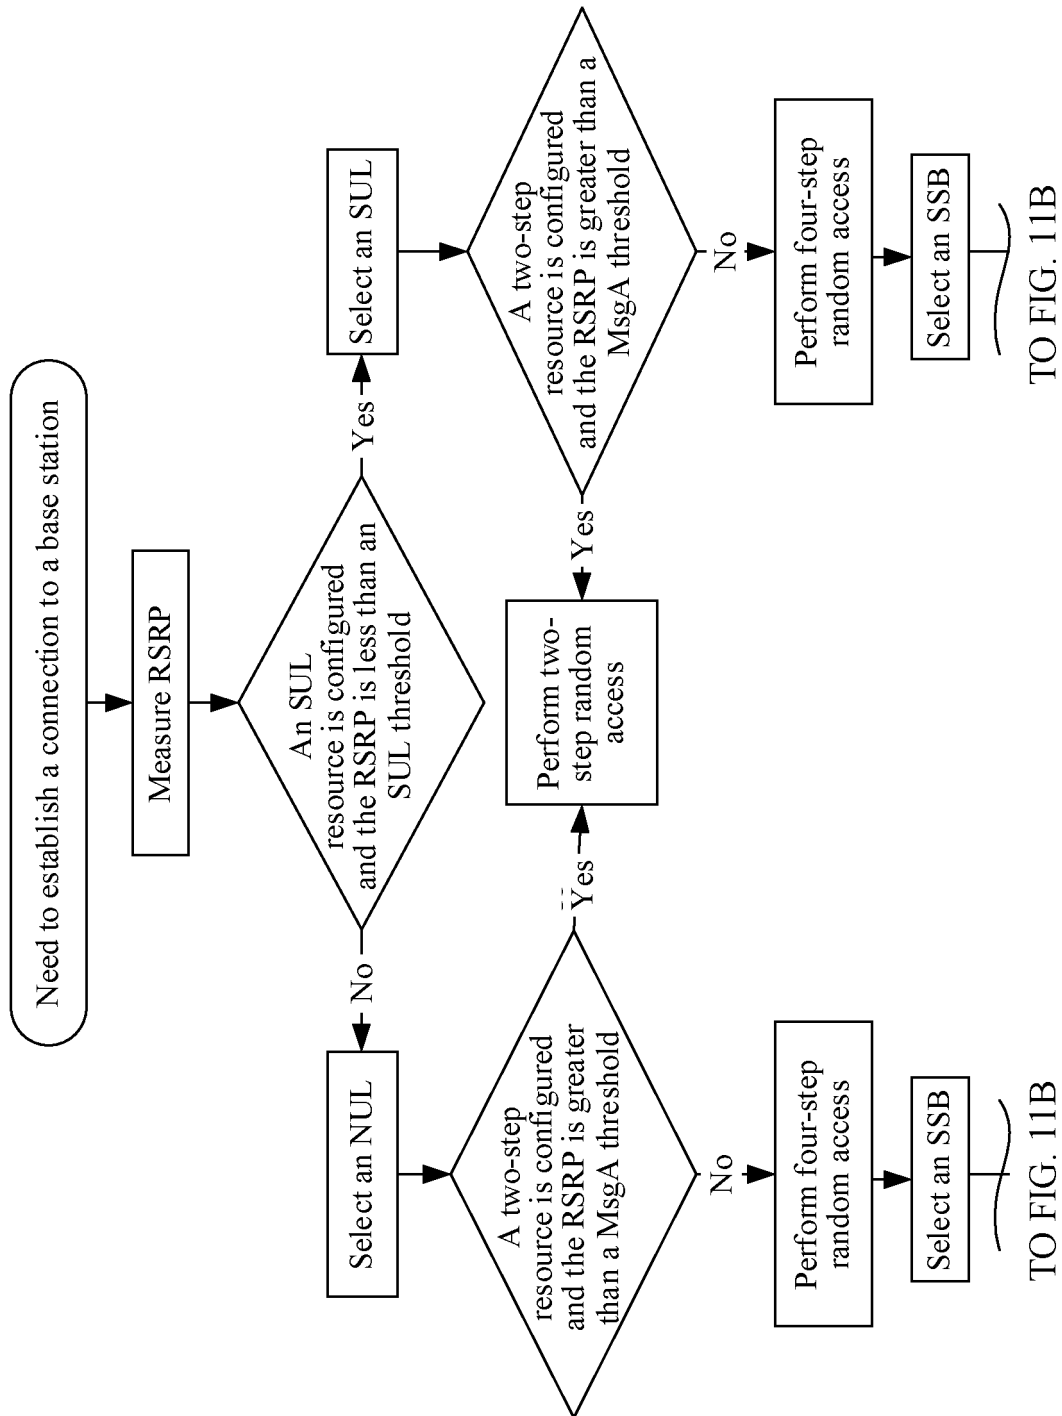 Need to establish a connection to a base station
Measure RSRP
An SUL
resource is configured
and the RSRP is less than an
SUL threshold
No
Yes
Select an NUL
Select an SUL
A two-step
resource is configured
and the RSRP is greater
than a MsgA threshold
Yes
Perform two-
step random
access
Yes
A two-step
resource is configured
and the RSRP is greater than a
MsgA threshold
No
No
Perform four-step
random access
Perform four-step
random access
Select an SSB
Select an SSB
TO FIG. 11B
TO FIG. 11B